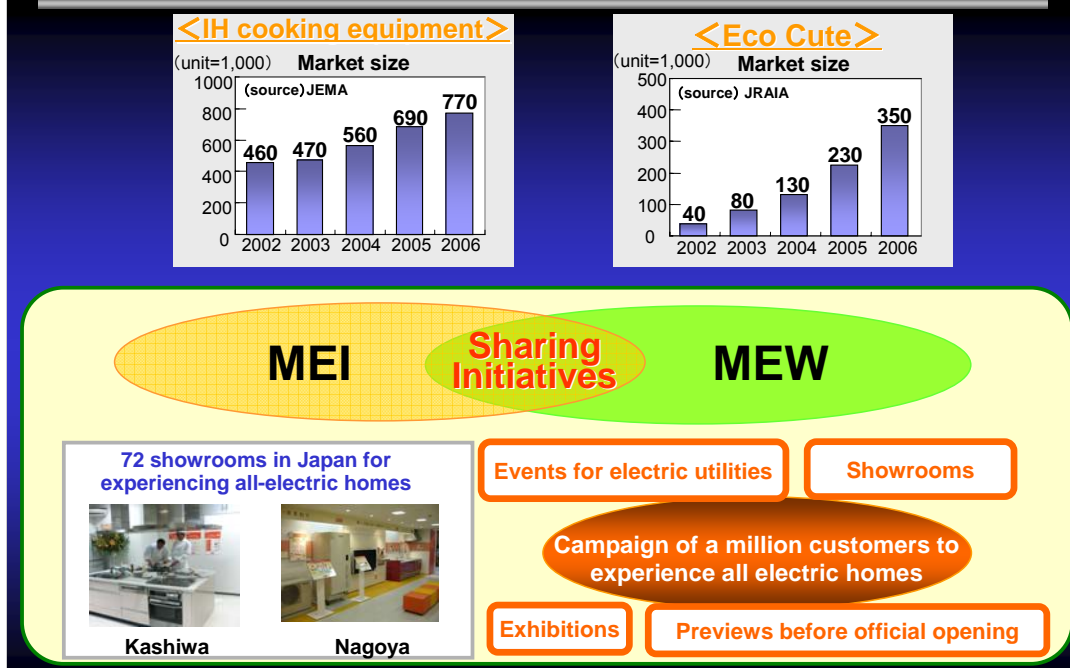 ＜IH cooking equipment＞
（unit=1,000） Market size
（source）JEMA
1000
800
600
400
200
0
460 470 560 690 770
2002 2003 2004 2005 2006
＜Eco Cute＞
（unit=1,000） Market size
（source）JRAIA
500
400
300
200
100
0
40 80 130 230 350
2002 2003 2004 2005 2006
MEI
Sharing
Initiatives
MEW
72 showrooms in Japan for
experiencing all-electric homes
Kashiwa
Nagoya
Events for electric utilities
Showrooms
Campaign of a million customers to
experience all electric homes
Exhibitions
Previews before official opening